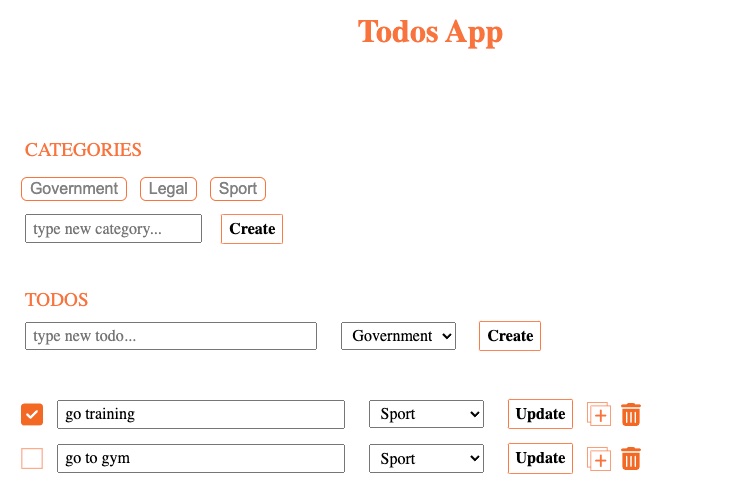 Todos App
CATEGORIES
Government Legal Sport
type new category... Create
TODOS
type new todo... Government Create
go training Sport Update
go to gym Sport Update